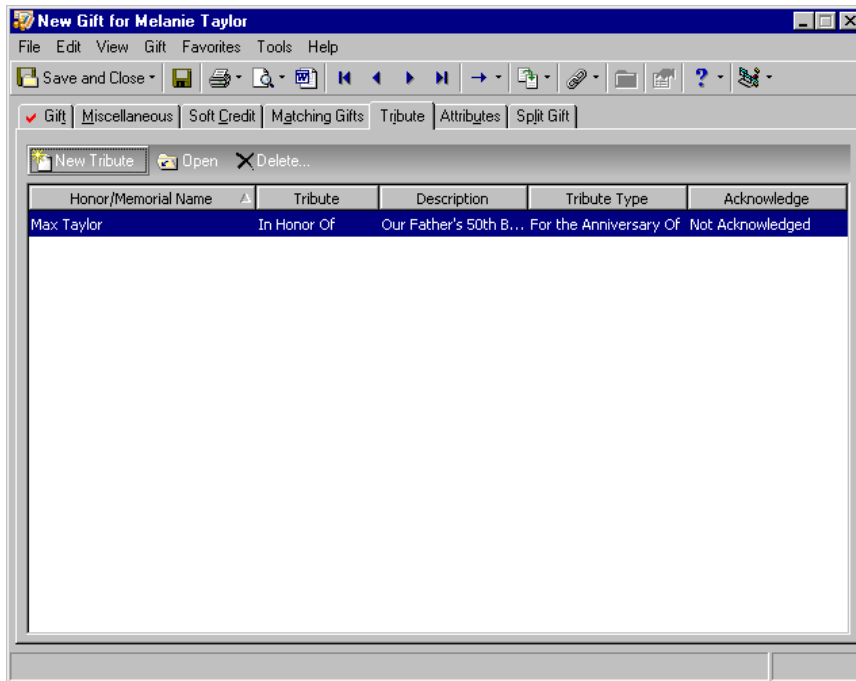 New Gift for Melanie Taylor
File Edit View Gift Favorites Tools Help
Save and Close
Gift Miscellaneous Soft Credit Matching Gifts Tribute Attributes Split Gift
New Tribute Open Delete...
Honor/Memorial Name Tribute Description Tribute Type Acknowledge
Max Taylor In Honor Of Our Father's 50th B... For the Anniversary Of Not Acknowledged